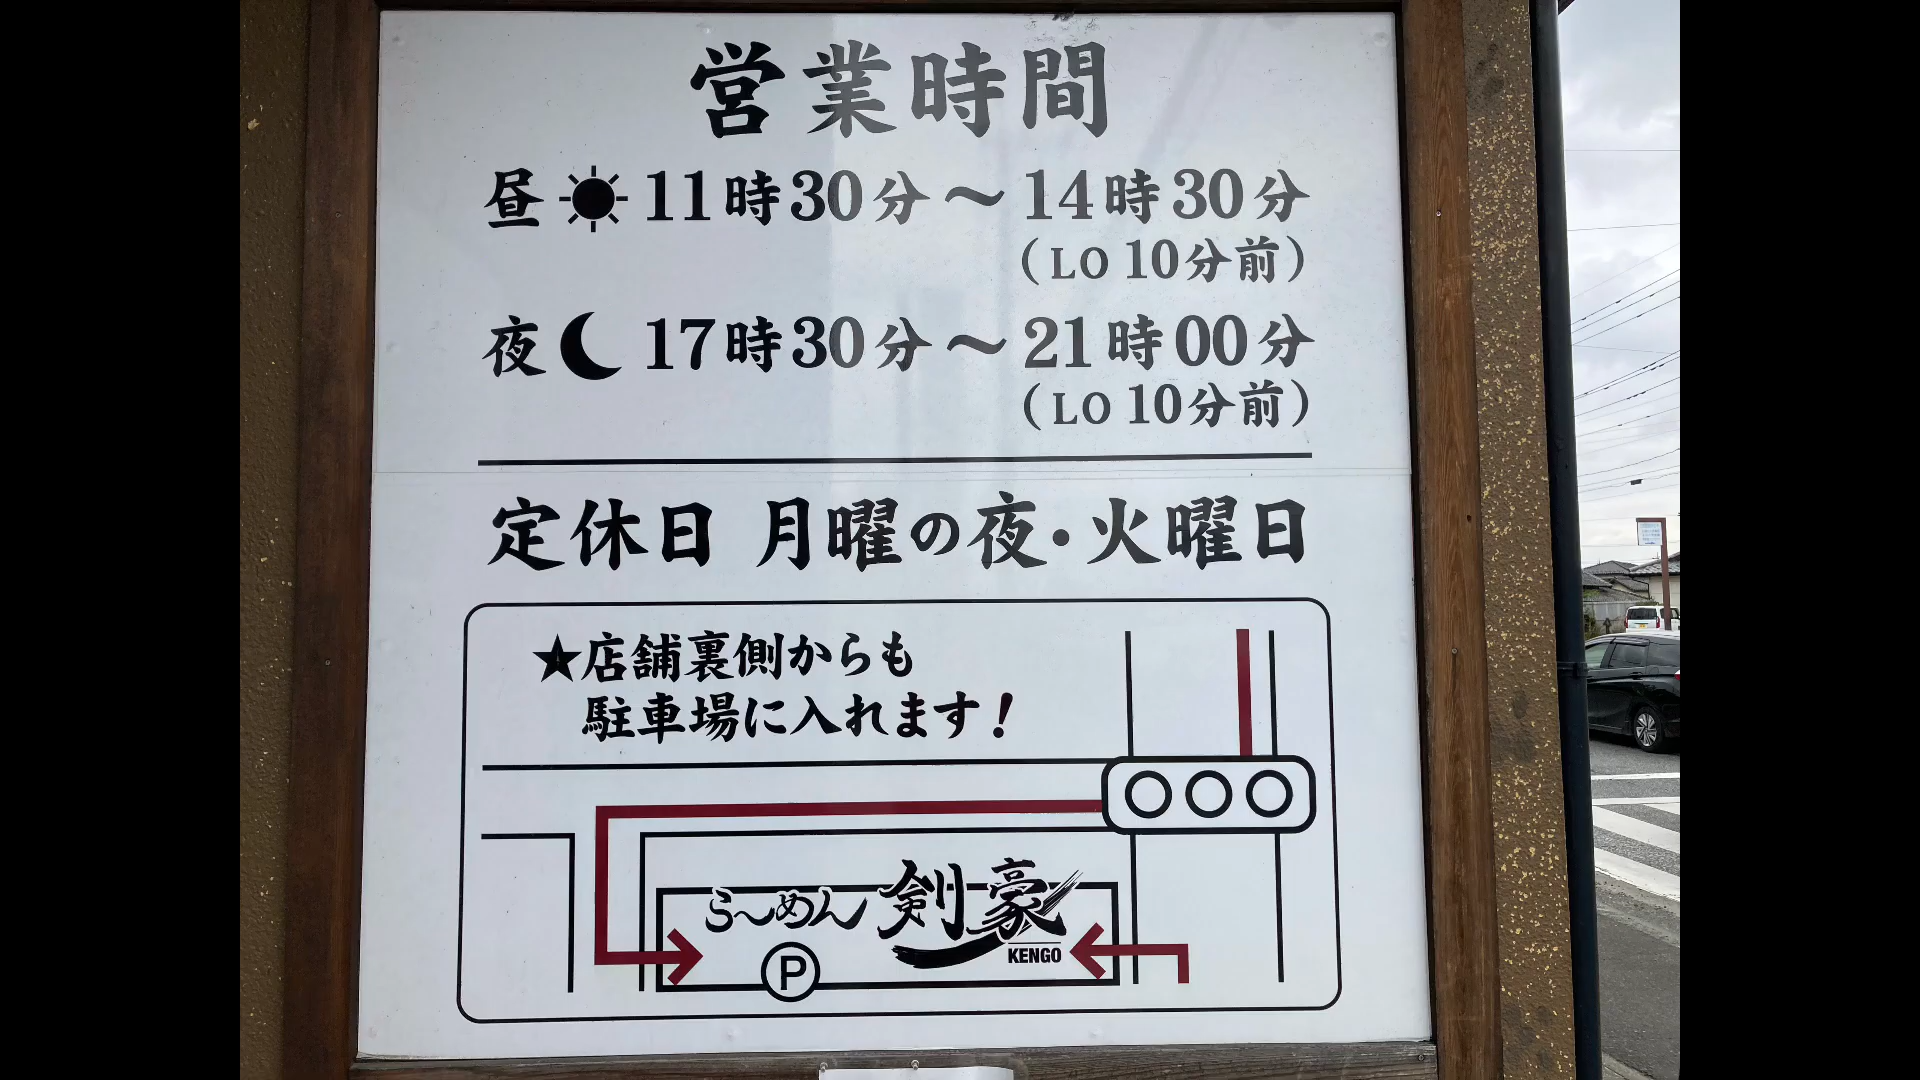 営業時間
昼 11時30分〜14時30分
(LO 10分前)
夜 17時30分〜21時00分
(LO 10分前)
定休日 月曜の夜・火曜日
★店舗裏側からも
駐車場に入れます!
らーめん 剣豪
KENGO
P